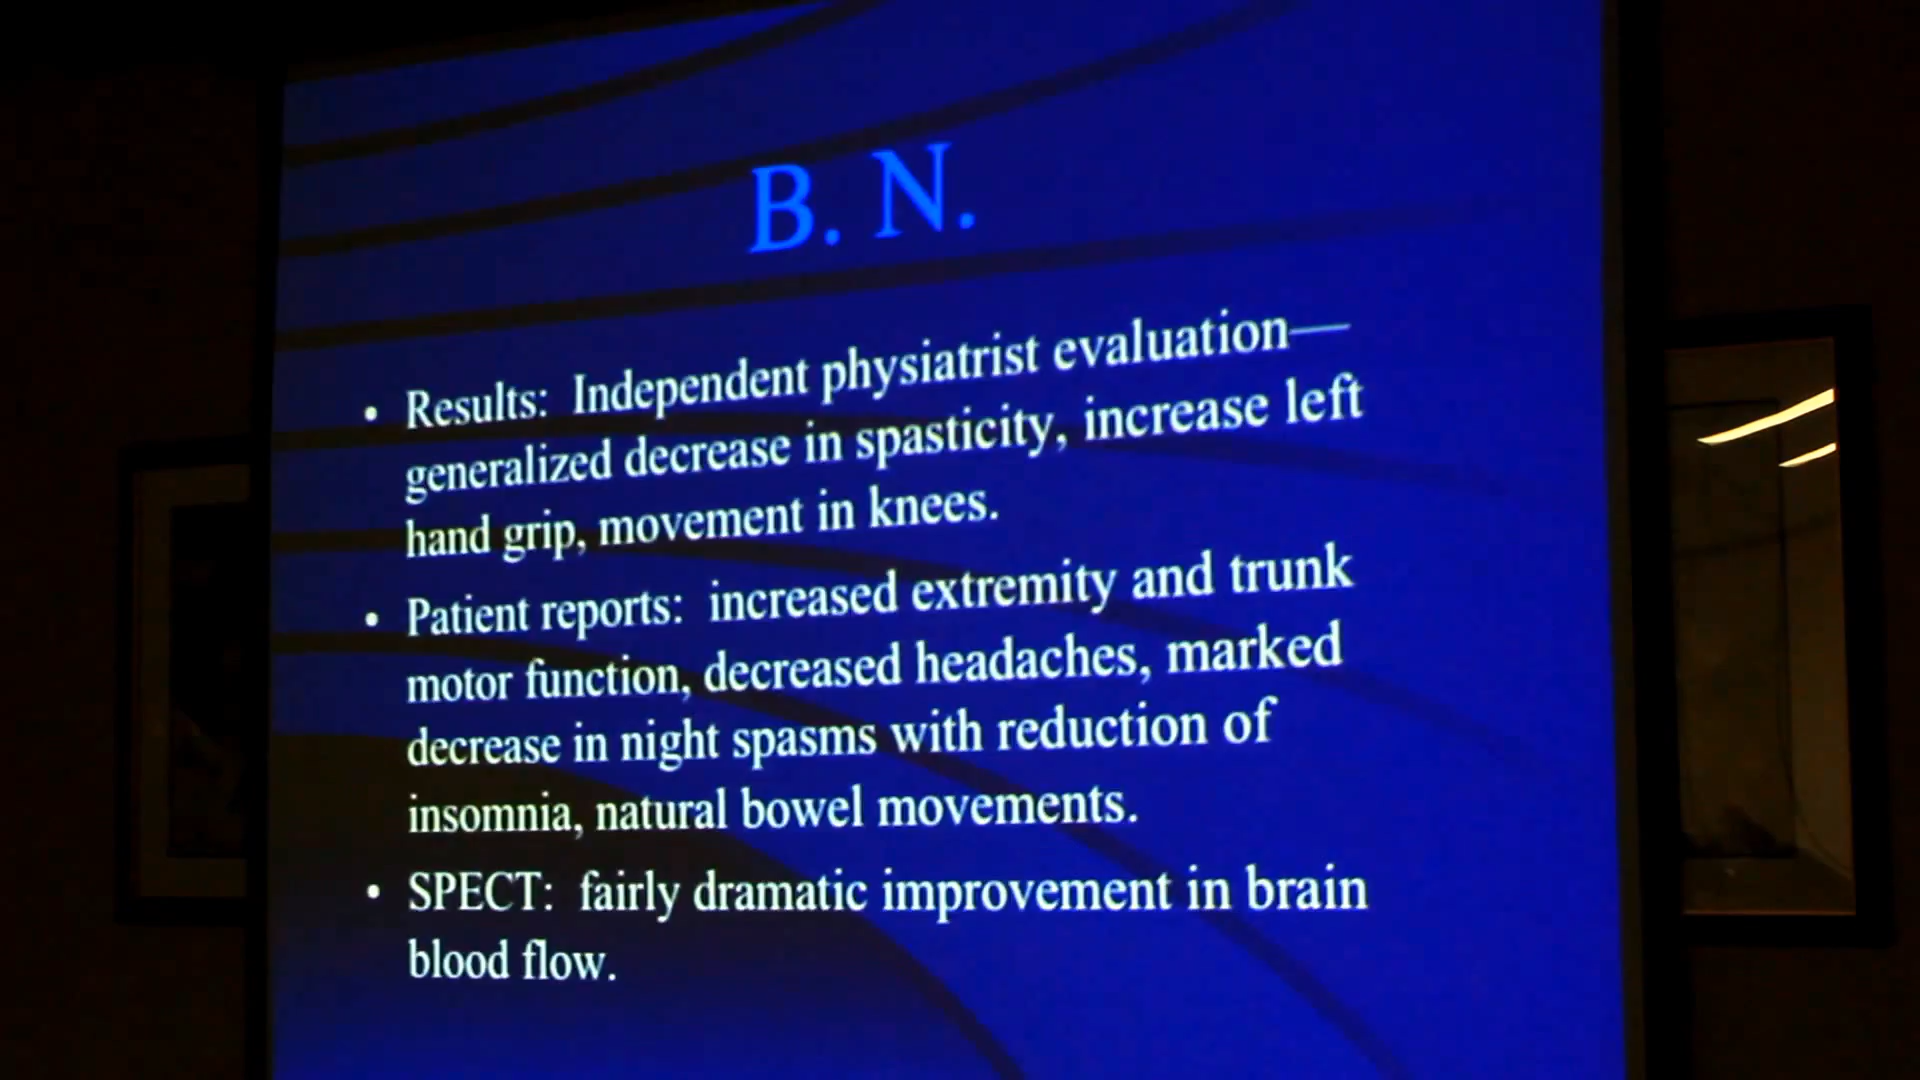 B. N.
• Results: Independent physiatrist evaluation—
generalized decrease in spasticity, increase left
hand grip, movement in knees.
• Patient reports: increased extremity and trunk
motor function, decreased headaches, marked
decrease in night spasms with reduction of
insomnia, natural bowel movements.
• SPECT: fairly dramatic improvement in brain
blood flow.